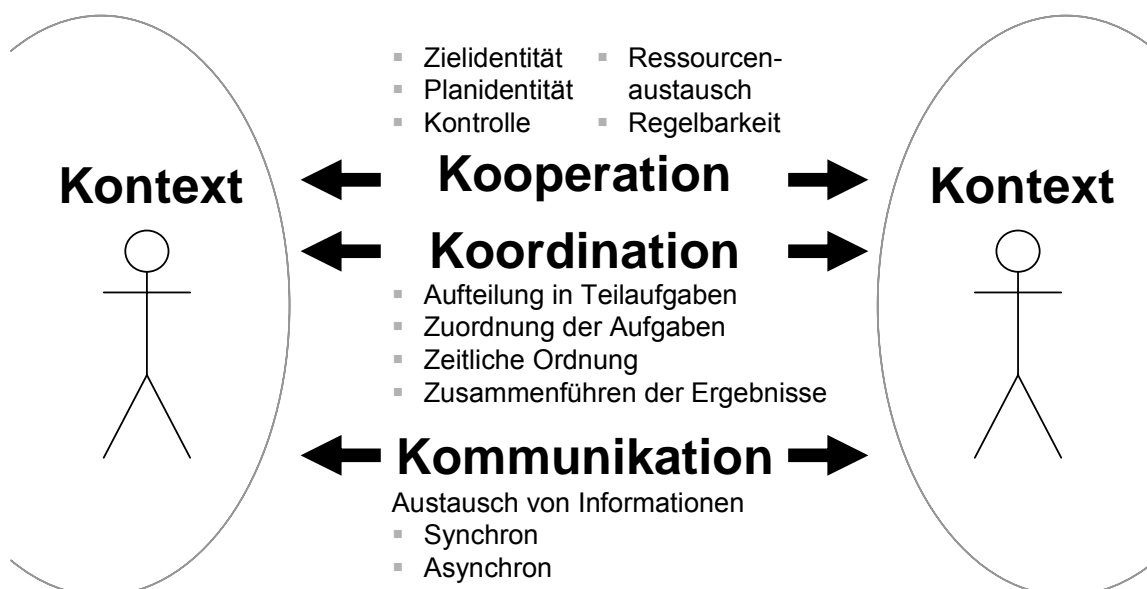 ▪ Zielidentität
▪ Planidentität
▪ Kontrolle
▪ Ressourcen-
austausch
▪ Regelbarkeit
Kontext
Kooperation
Kontext
Koordination
▪ Aufteilung in Teilaufgaben
▪ Zuordnung der Aufgaben
▪ Zeitliche Ordnung
▪ Zusammenführen der Ergebnisse
Kommunikation
Austausch von Informationen
▪ Synchron
▪ Asynchron